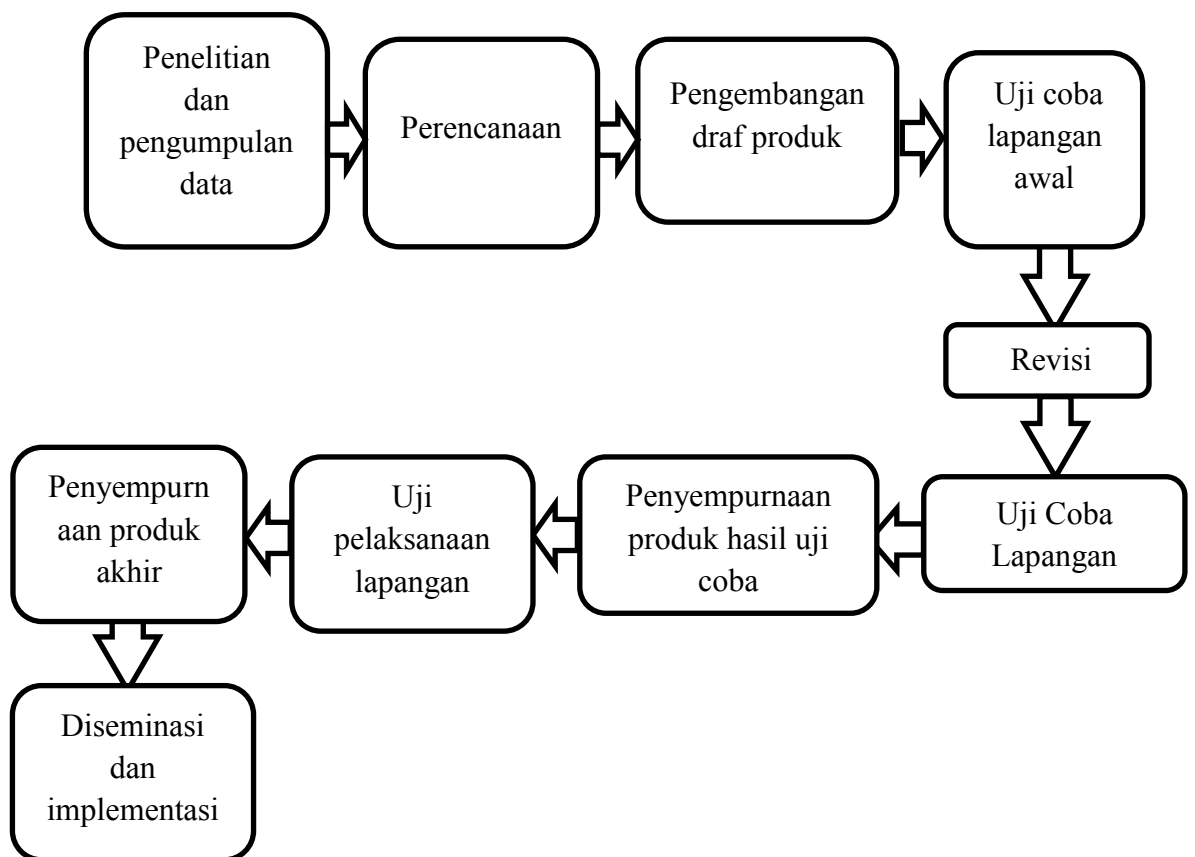 Penelitian
dan
pengumpulan
data
Perencanaan
Pengembangan
draf produk
Uji coba
lapangan
awal
Revisi
Uji Coba
Lapangan
Penyempurnaan
produk hasil uji
coba
Uji
pelaksanaan
lapangan
Penyempurn
aan produk
akhir
Diseminasi
dan
implementasi